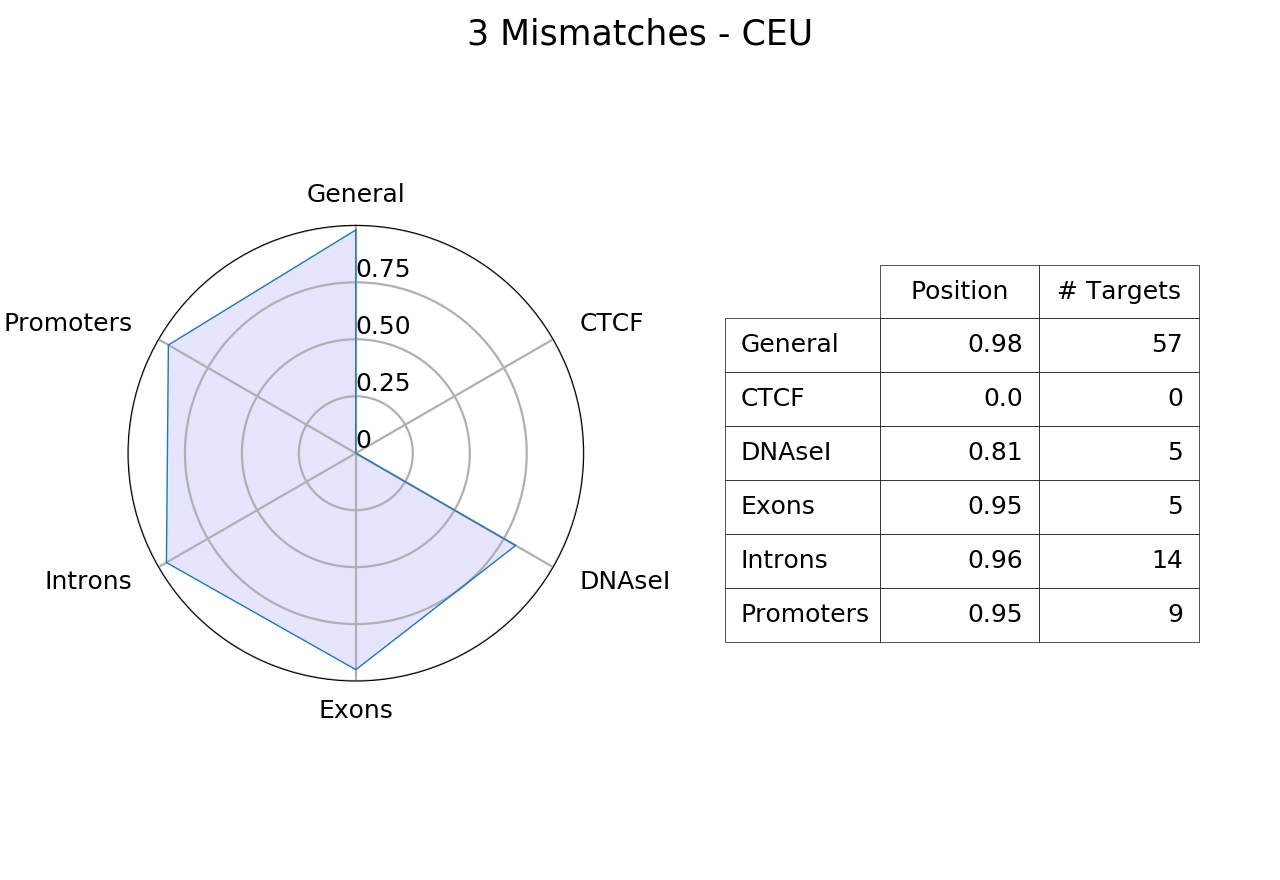 3 Mismatches - CEU
General
CTCF
DNAseI
Exons
Introns
Promoters
0.75
0.50
0.25
0
Position # Targets
General 0.98 57
CTCF 0.0 0
DNAseI 0.81 5
Exons 0.95 5
Introns 0.96 14
Promoters 0.95 9